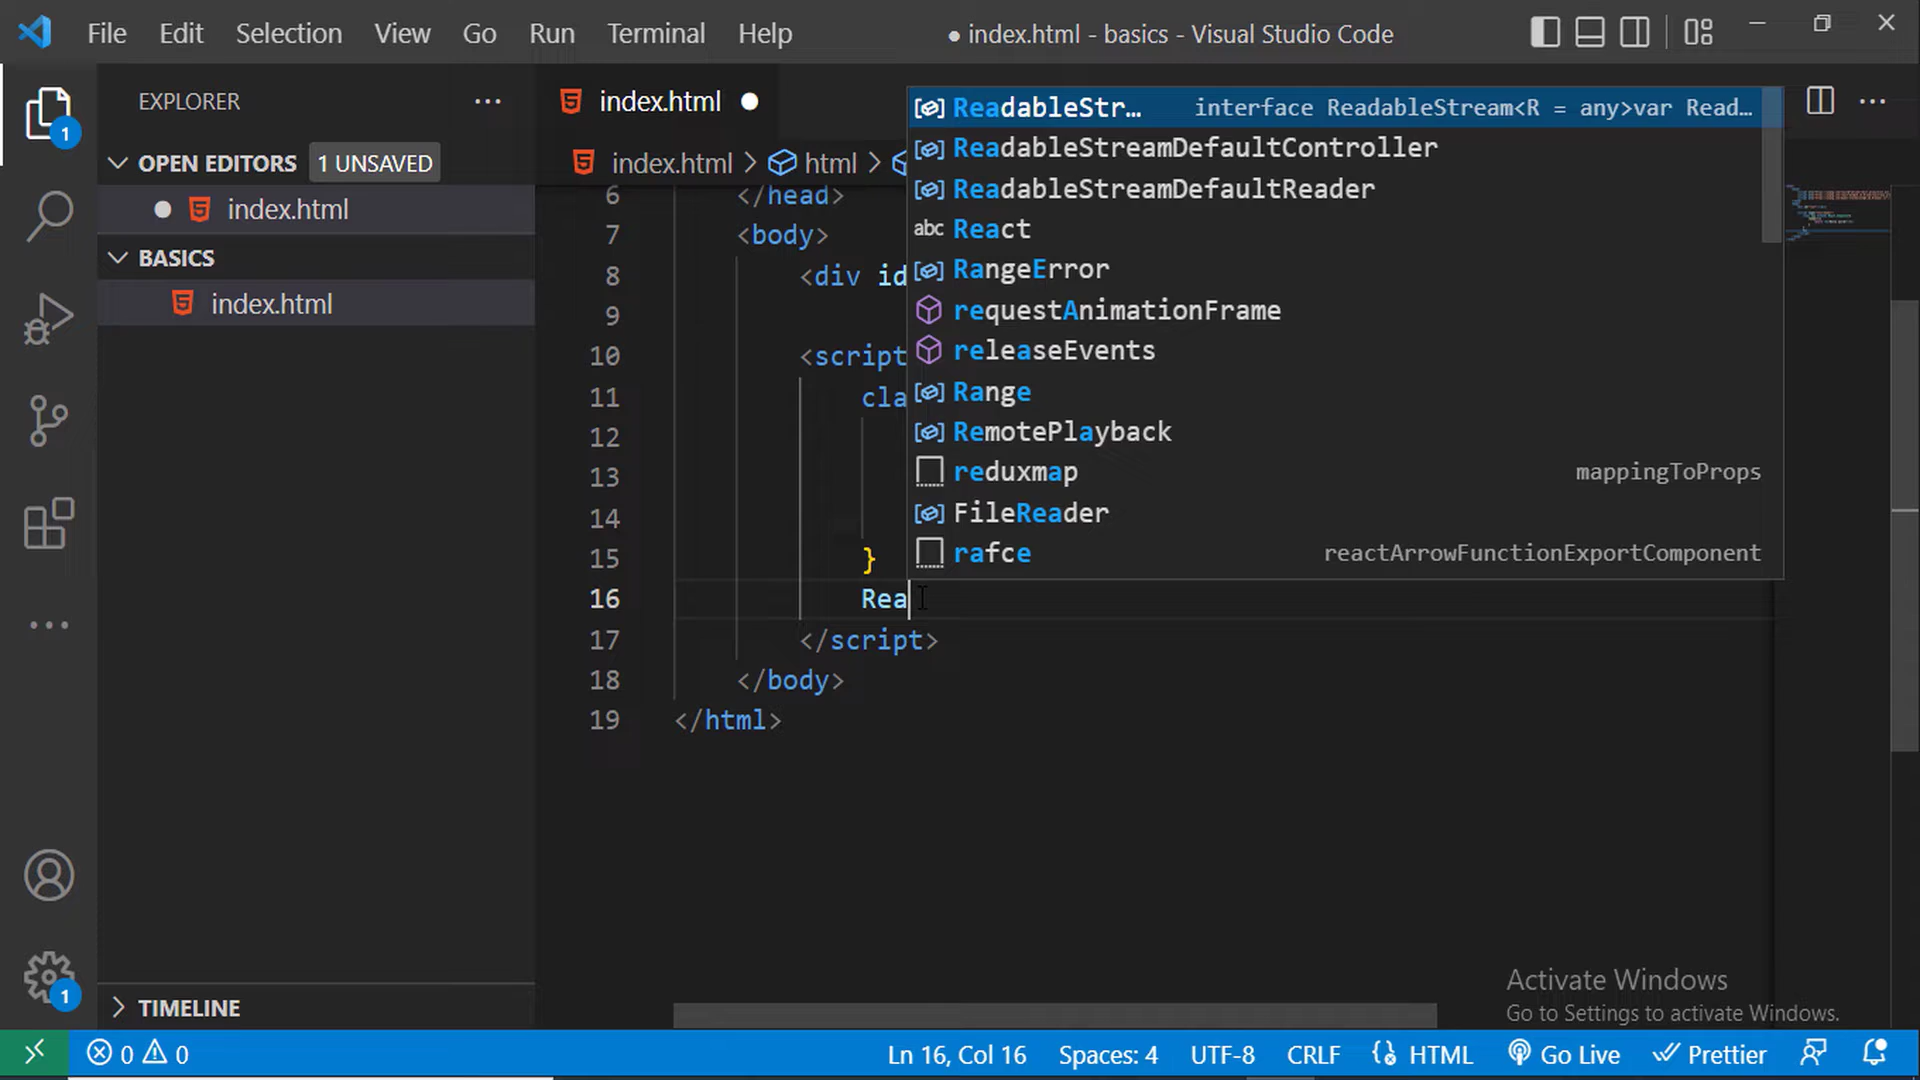 File Edit Selection View Go Run Terminal Help ● index.html - basics - Visual Studio Code
EXPLORER ...
index.html
1
OPEN EDITORS 1 UNSAVED
index.html > html >
index.html
BASICS
index.html
ReadableStr… interface ReadableStream<R = any>var Read…
ReadableStreamDefaultController
ReadableStreamDefaultReader
abc React
RangeError
requestAnimationFrame
releaseEvents
Range
RemotePlayback
reduxmap mappingToProps
FileReader
rafce reactArrowFunctionExportComponent
6 </head>
7 <body>
8 <div id
9
10 <script
11 cla
12
13
14
15 }
16 Rea
17 </script>
18 </body>
19 </html>
1
TIMELINE
Activate Windows
Go to Settings to activate Windows.
0 0 Ln 16, Col 16 Spaces: 4 UTF-8 CRLF HTML Go Live Prettier